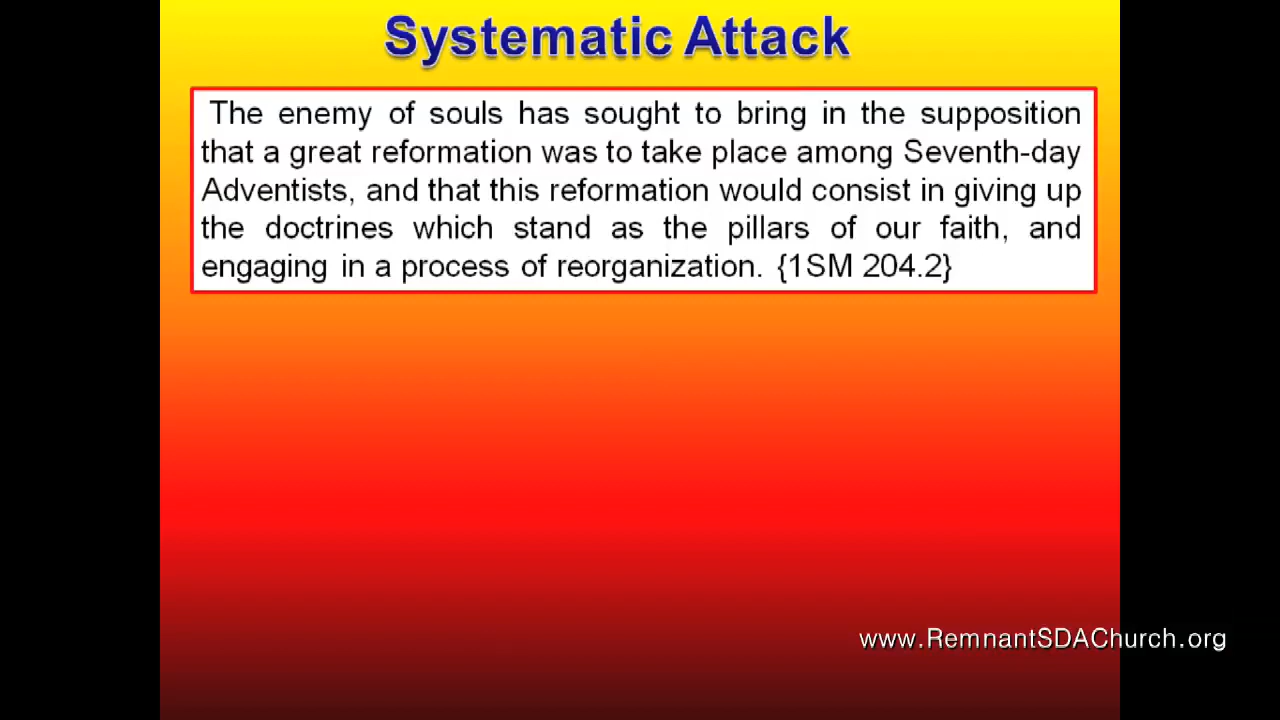 Systematic Attack
The enemy of souls has sought to bring in the supposition
that a great reformation was to take place among Seventh-day
Adventists, and that this reformation would consist in giving up
the doctrines which stand as the pillars of our faith, and
engaging in a process of reorganization. {1SM 204.2}
www.RemnantSDAChurch.org